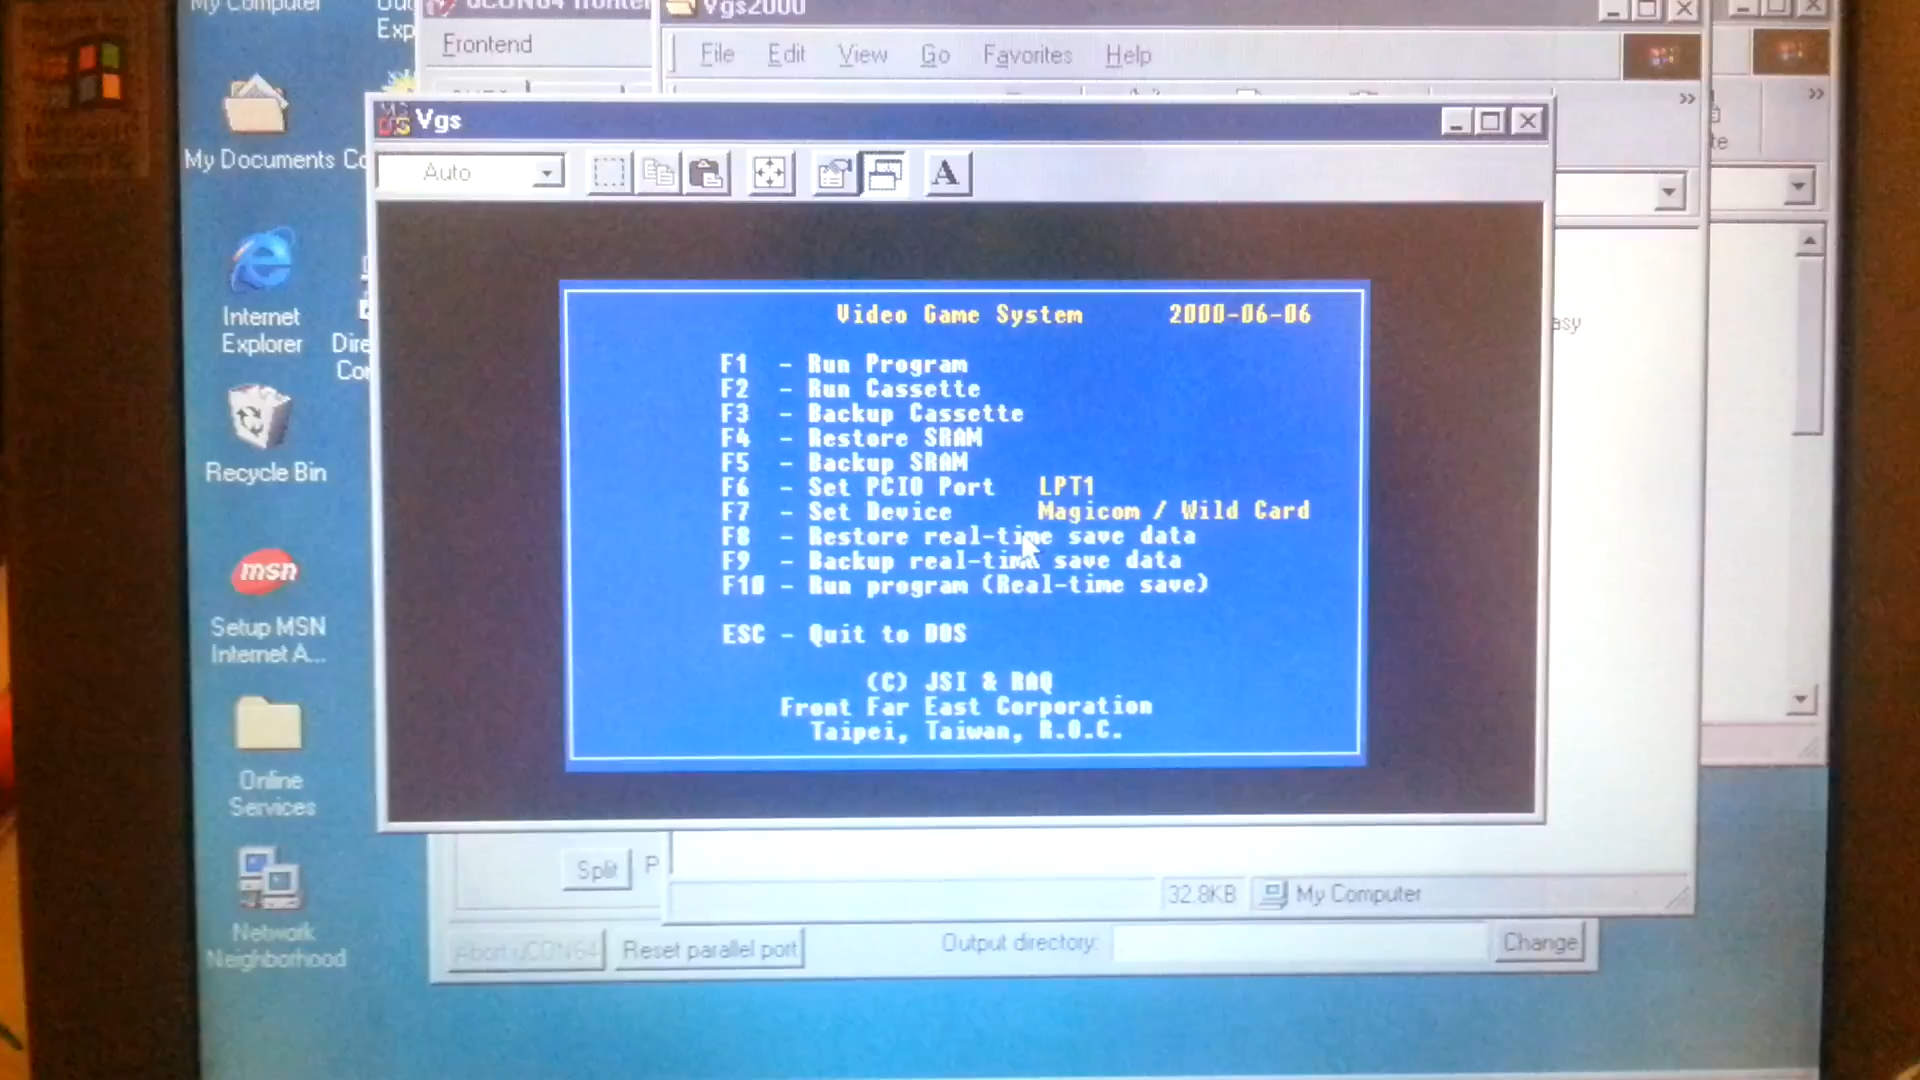 My Computer
Frontend
Vgs2000
File Edit View Go Favorites Help
Vgs
Auto
My Documents
Internet
Explorer
Recycle Bin
Setup MSN
Internet A...
Online
Services
Network
Neighborhood
msn
Video Game System 2000-06-06
F1 - Run Program
F2 - Run Cassette
F3 - Backup Cassette
F4 - Restore SRAM
F5 - Backup SRAM
F6 - Set PCIO Port LPT1
F7 - Set Device Magicom / Wild Card
F8 - Restore real-time save data
F9 - Backup real-time save data
F10 - Run program (Real-time save)
ESC - Quit to DOS
(C) JSI & RAQ
Front Far East Corporation
Taipei, Taiwan, R.O.C.
Split P
32.8KB My Computer
Abort uCON64 Reset parallel port Output directory: Change